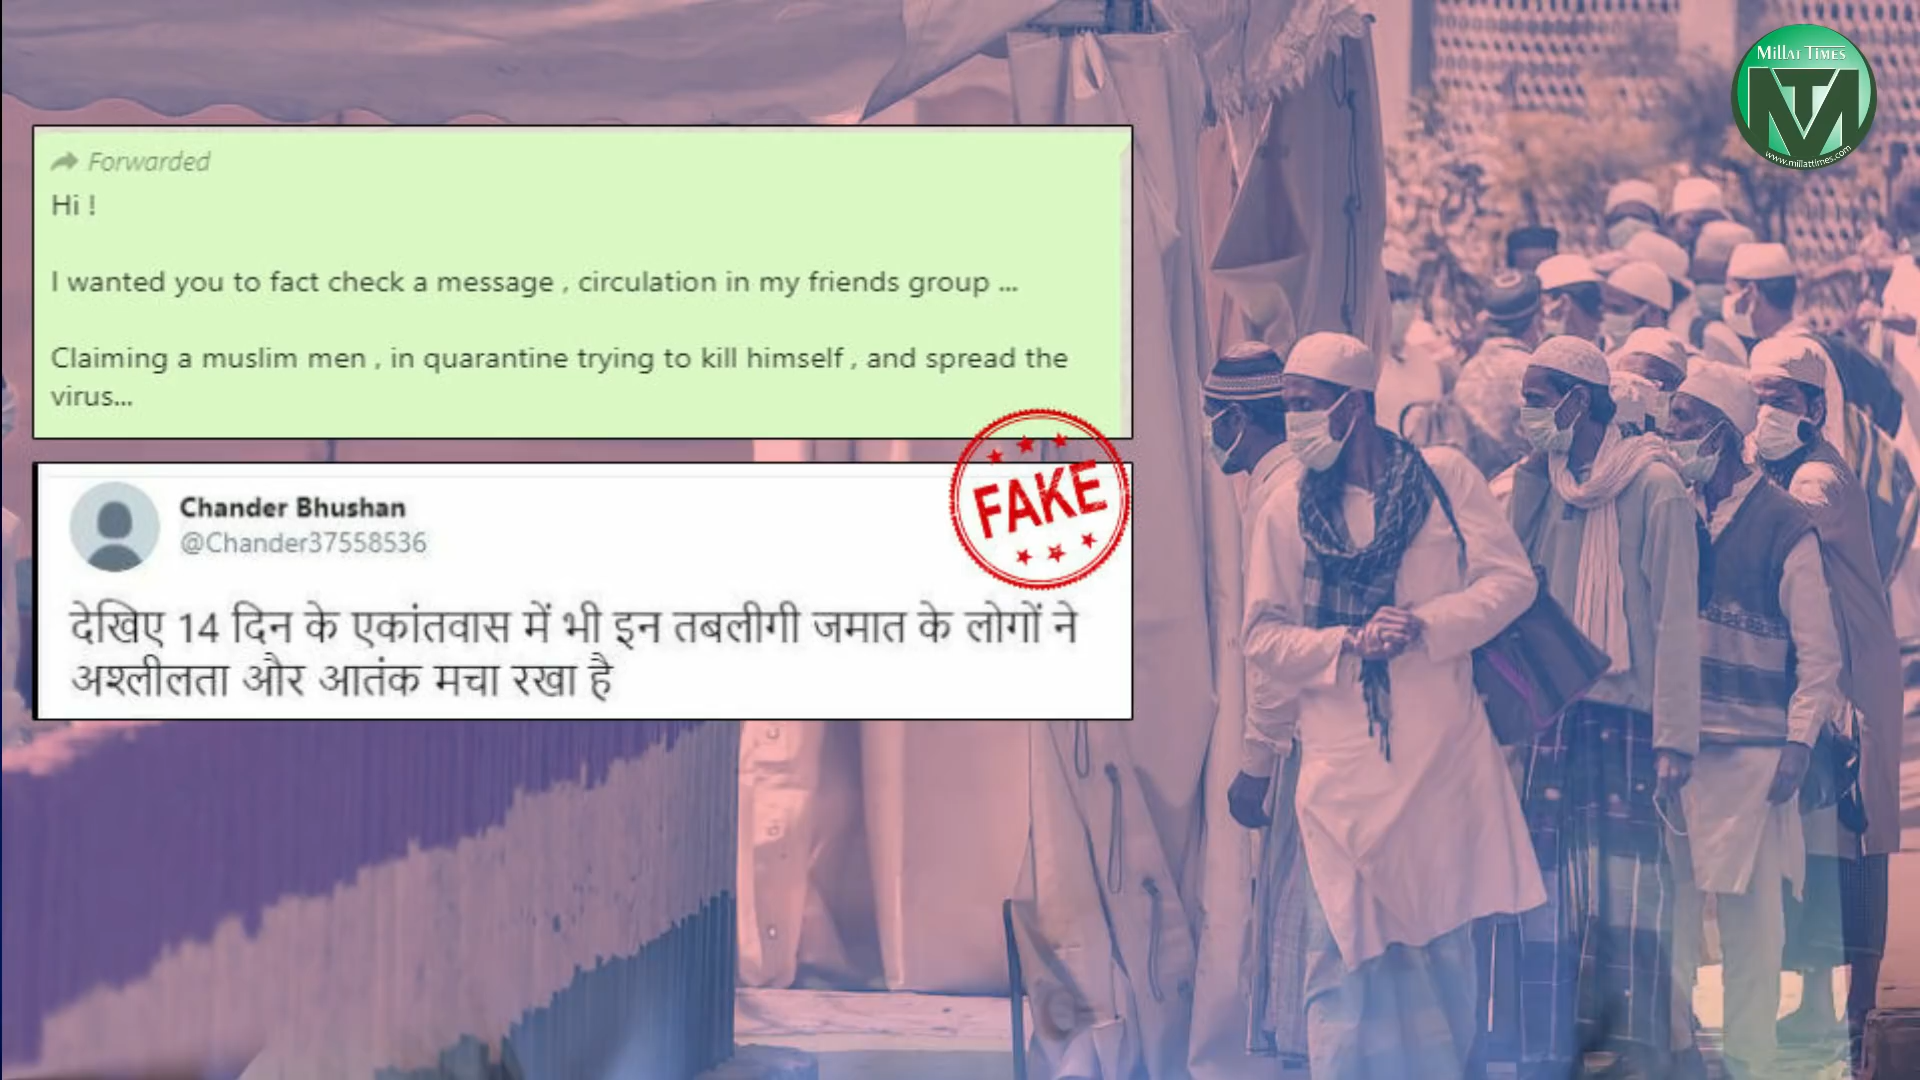 MILLAT TIMES
MT
www.millattimes.com
Forwarded
Hi !
I wanted you to fact check a message , circulation in my friends group ...
Claiming a muslim men , in quarantine trying to kill himself , and spread the
virus...
FAKE
Chander Bhushan
@Chander37558536
देखिए 14 दिन के एकांतवास में भी इन तबलीगी जमात के लोगों ने
अश्लीलता और आतंक मचा रखा है